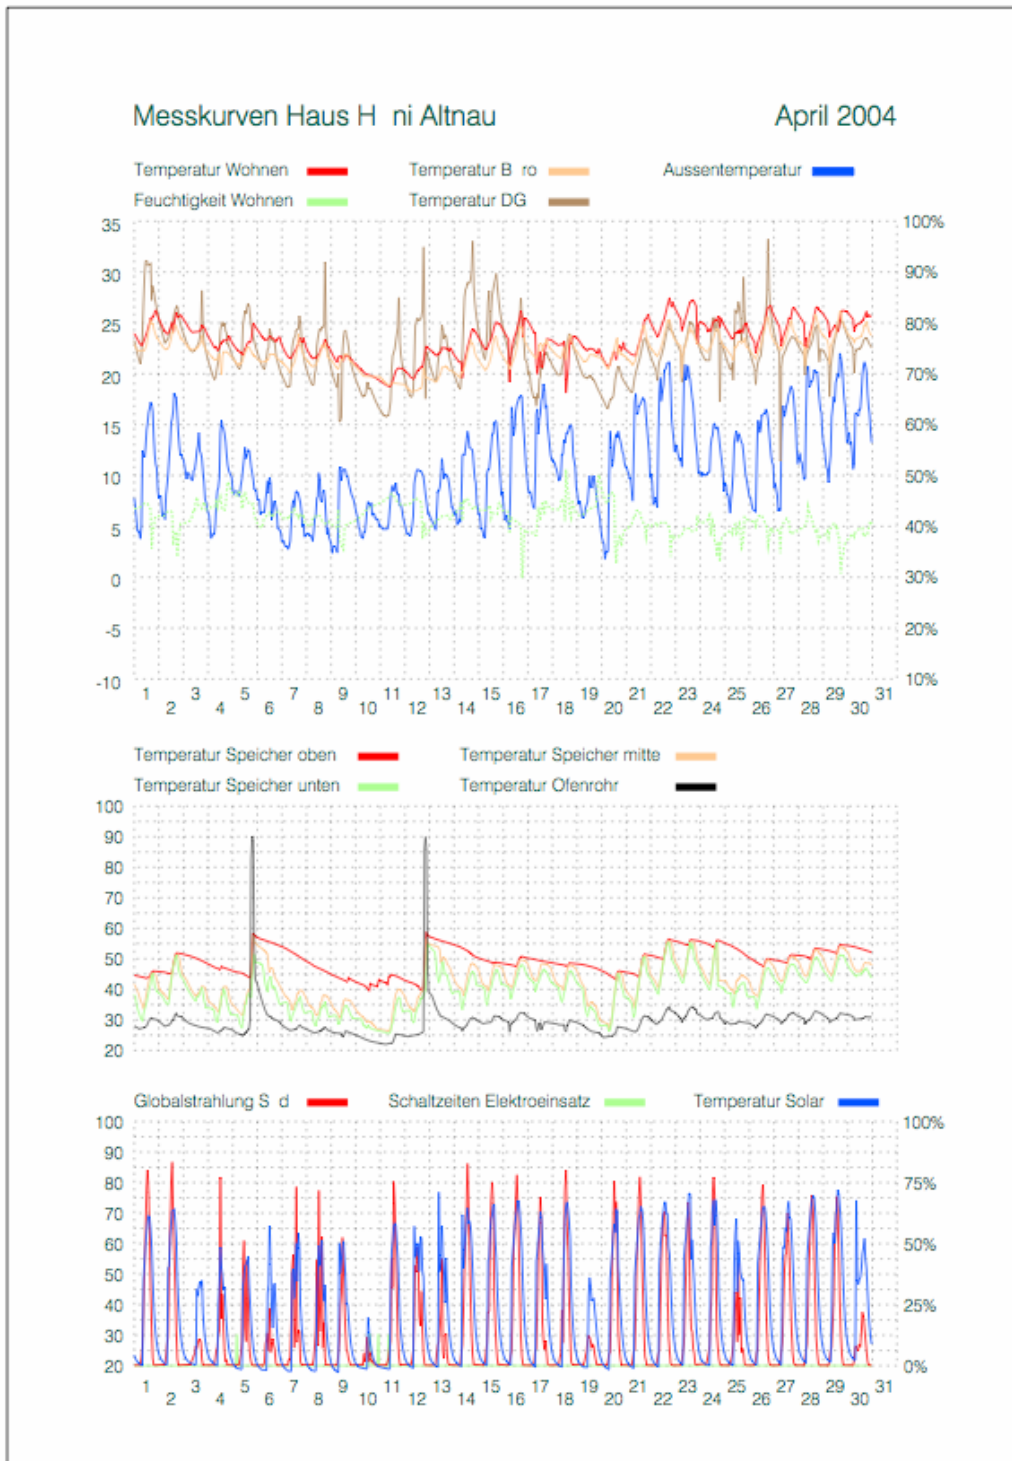 Messkurven Haus H ni Altnau April 2004
Temperatur Wohnen Temperatur B ro Aussentemperatur
Feuchtigkeit Wohnen Temperatur DG
35 100%
30 90%
25 80%
20 70%
15 60%
10 50%
5 40%
0 30%
-5 20%
-10 10%
1 3 5 7 9 11 13 15 17 19 21 23 25 27 29 31
2 4 6 8 10 12 14 16 18 20 22 24 26 28 30
Temperatur Speicher oben Temperatur Speicher mitte
Temperatur Speicher unten Temperatur Ofenrohr
100
90
80
70
60
50
40
30
20
Globalstrahlung S d Schaltzeiten Elektroeinsatz Temperatur Solar
100 100%
90
80 75%
70
60 50%
50
40 25%
30
20 0%
1 3 5 7 9 11 13 15 17 19 21 23 25 27 29 31
2 4 6 8 10 12 14 16 18 20 22 24 26 28 30